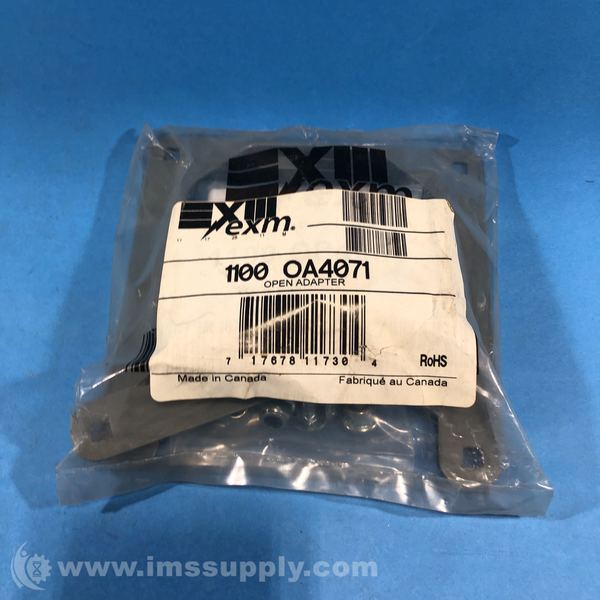 exm
exm®
1100 OA4071
OPEN ADAPTER
7 17678 11730 4
RoHS
Made in Canada
Fabriqué au Canada
www.imssupply.com